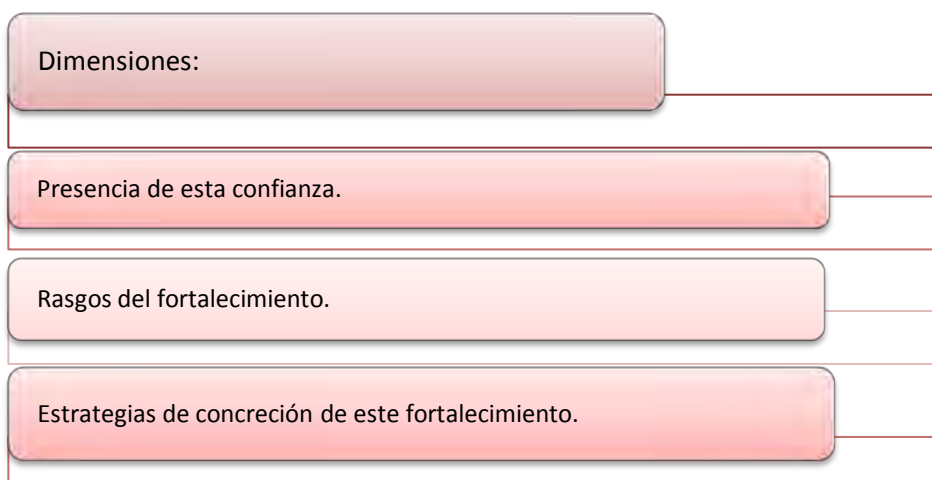 Dimensiones:
Presencia de esta confianza.
Rasgos del fortalecimiento.
Estrategias de concreción de este fortalecimiento.